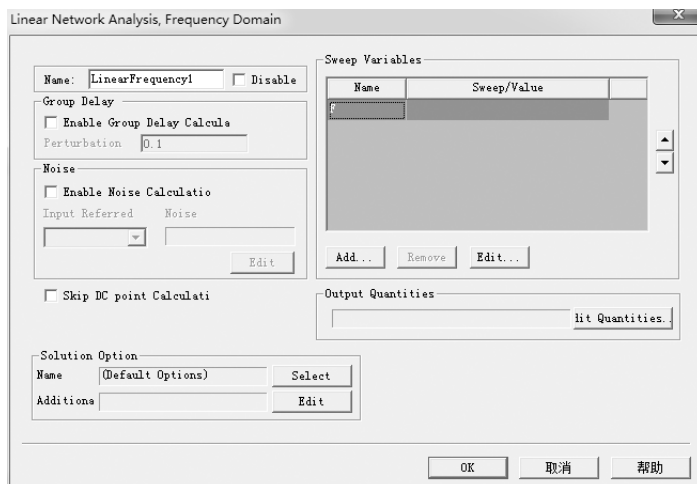 Linear Network Analysis, Frequency Domain
Name: LinearFrequency1 Disable
Group Delay
Enable Group Delay Calcula
Perturbation 0.1
Noise
Enable Noise Calculatio
Input Referred Noise
Edit
Skip DC point Calculati
Solution Option
Name (Default Options) Select
Additiona Edit
Sweep Variables
Name Sweep/Value
F
Add... Remove Edit...
Output Quantities
dit Quantities..
OK 取消 帮助